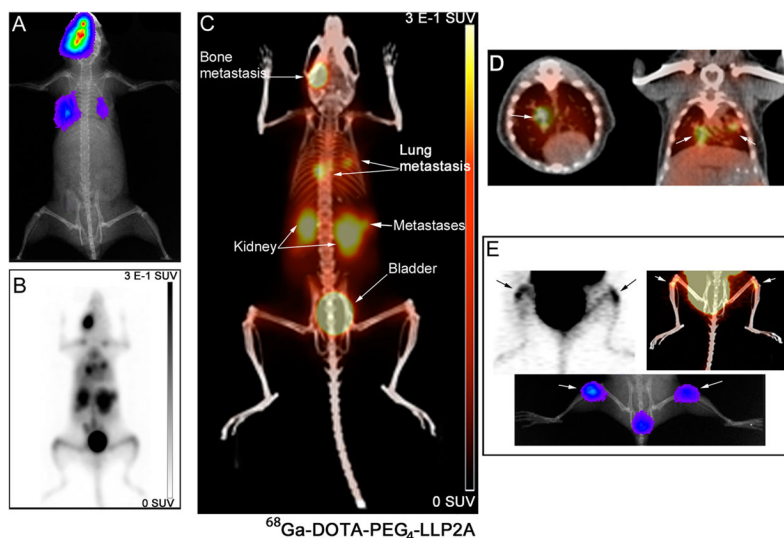 A
B
3 E-1 SUV
0 SUV
C
3 E-1 SUV
Bone
metastasis
Lung
metastasis
Metastases
Kidney
Bladder
0 SUV
⁶⁸Ga-DOTA-PEG₄-LLP2A
D
E